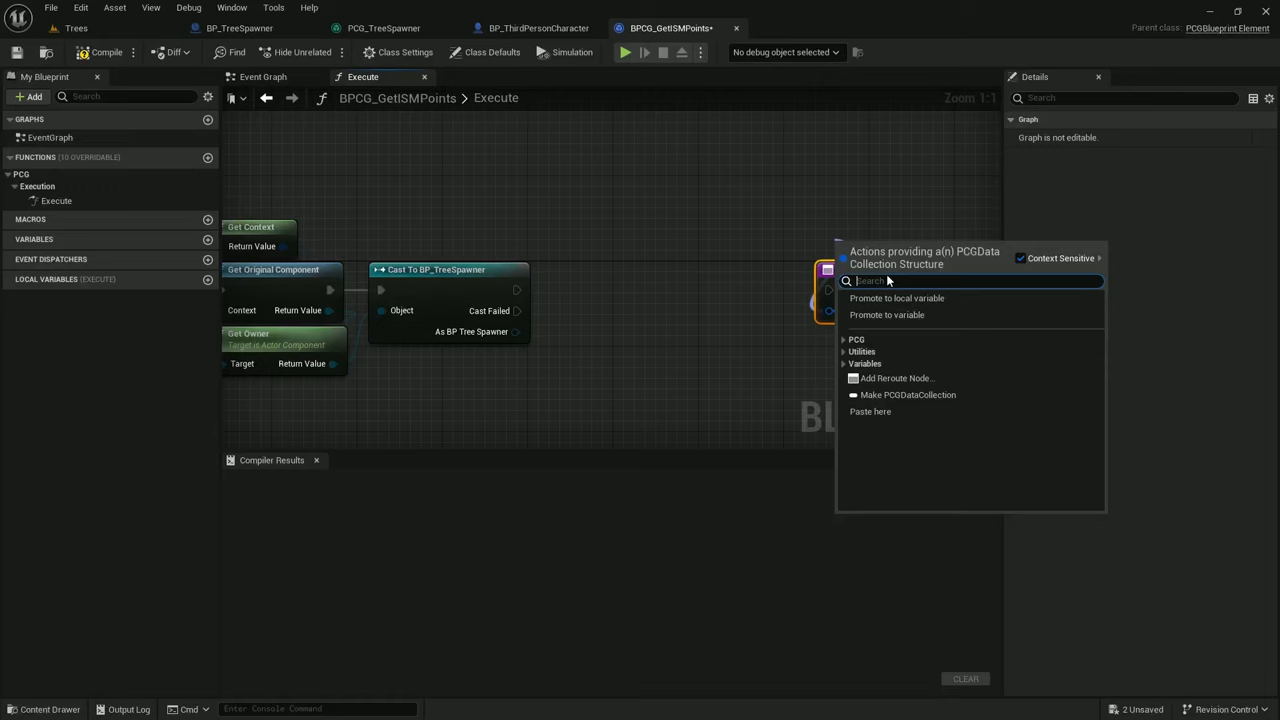 File Edit Asset View Debug Window Tools Help
Trees BP_TreeSpawner PCG_TreeSpawner BP_ThirdPersonCharacter BPCG_GetISMPoints* Parent class: PCGBlueprint Element
Compile Diff Find Hide Unrelated Class Settings Class Defaults Simulation No debug object selected
My Blueprint Event Graph Execute Details
Add Search BPCG_GetISMPoints > Execute Zoom 1:1 Search
GRAPHS Graph
EventGraph Graph is not editable.
FUNCTIONS (10 OVERRIDABLE)
PCG
Execution
Execute
MACROS
VARIABLES
EVENT DISPATCHERS
LOCAL VARIABLES (EXECUTE)
Get Context
Return Value
Get Original Component
Context Return Value
Get Owner
Target is Actor Component
Target Return Value
Cast To BP_TreeSpawner
Object Cast Failed
As BP Tree Spawner
Actions providing a(n) PCGData
Collection Structure Context Sensitive
Search
Promote to local variable
Promote to variable
PCG
Utilities
Variables
Add Reroute Node...
Make PCGDataCollection
Paste here
BL
Compiler Results
CLEAR
Content Drawer Output Log Cmd Enter Console Command 2 Unsaved Revision Control